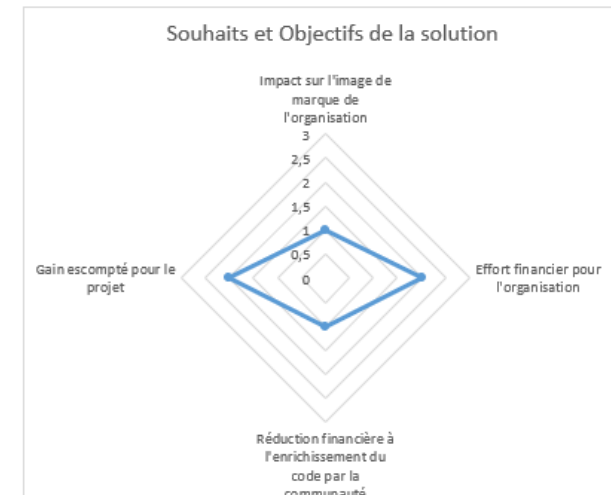 Souhaits et Objectifs de la solution
Impact sur l'image de
marque de
l'organisation
3
2,5
2
1,5
1
0,5
0
Gain escompté pour le
projet
Effort financier pour
l'organisation
Réduction financière à
l'enrichissement du
code par la
communauté